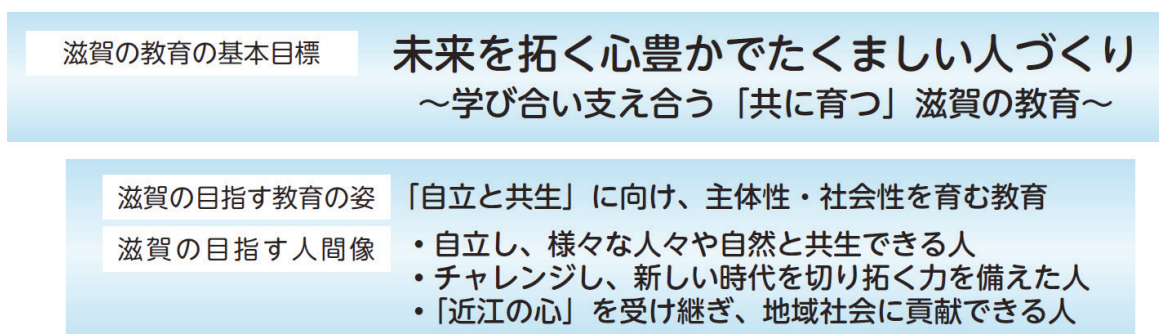 滋賀の教育の基本目標
未来を拓く心豊かでたくましい人づくり
～学び合い支え合う「共に育つ」滋賀の教育～
滋賀の目指す教育の姿
「自立と共生」に向け、主体性・社会性を育む教育
滋賀の目指す人間像
・自立し、様々な人々や自然と共生できる人
・チャレンジし、新しい時代を切り拓く力を備えた人
・「近江の心」を受け継ぎ、地域社会に貢献できる人